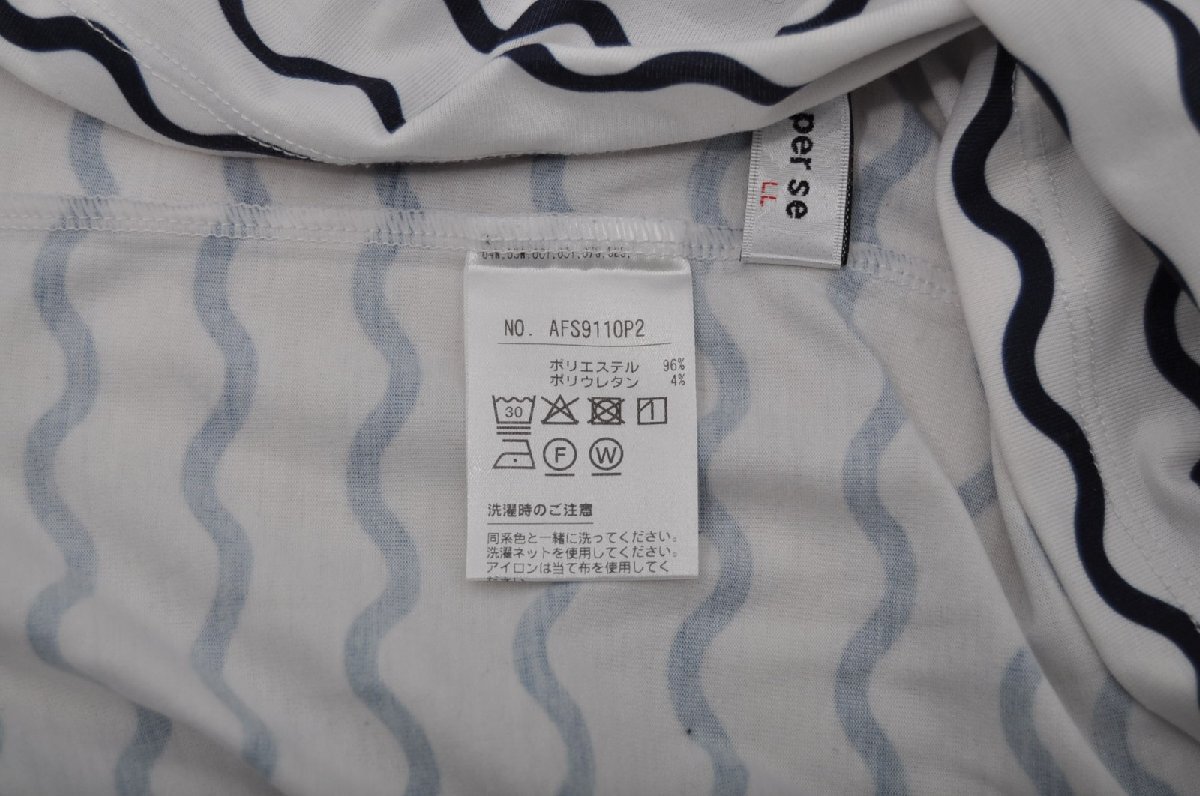 per se
LL
NO. AFS9110P2
ポリエステル 96%
ポリウレタン 4%
30
F W
洗濯時のご注意
同系色と一緒に洗ってください。
洗濯ネットを使用してください。
アイロンは当て布を使用してく
ださい。